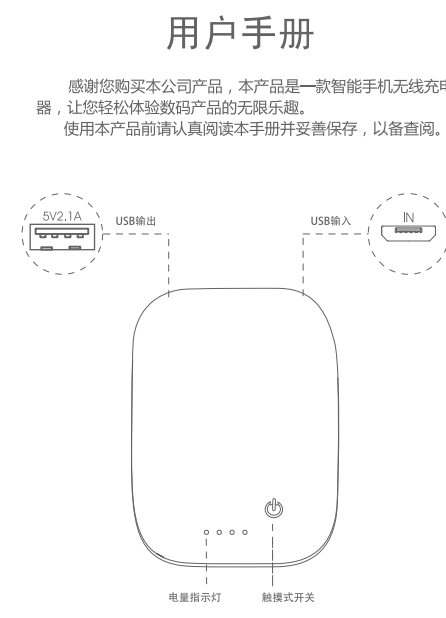 用户手册
感谢您购买本公司产品，本产品是一款智能手机无线充电
器，让您轻松体验数码产品的无限乐趣。
使用本产品前请认真阅读本手册并妥善保存，以备查阅。
5V2.1A
USB输出
USB输入
IN
电量指示灯
触摸式开关